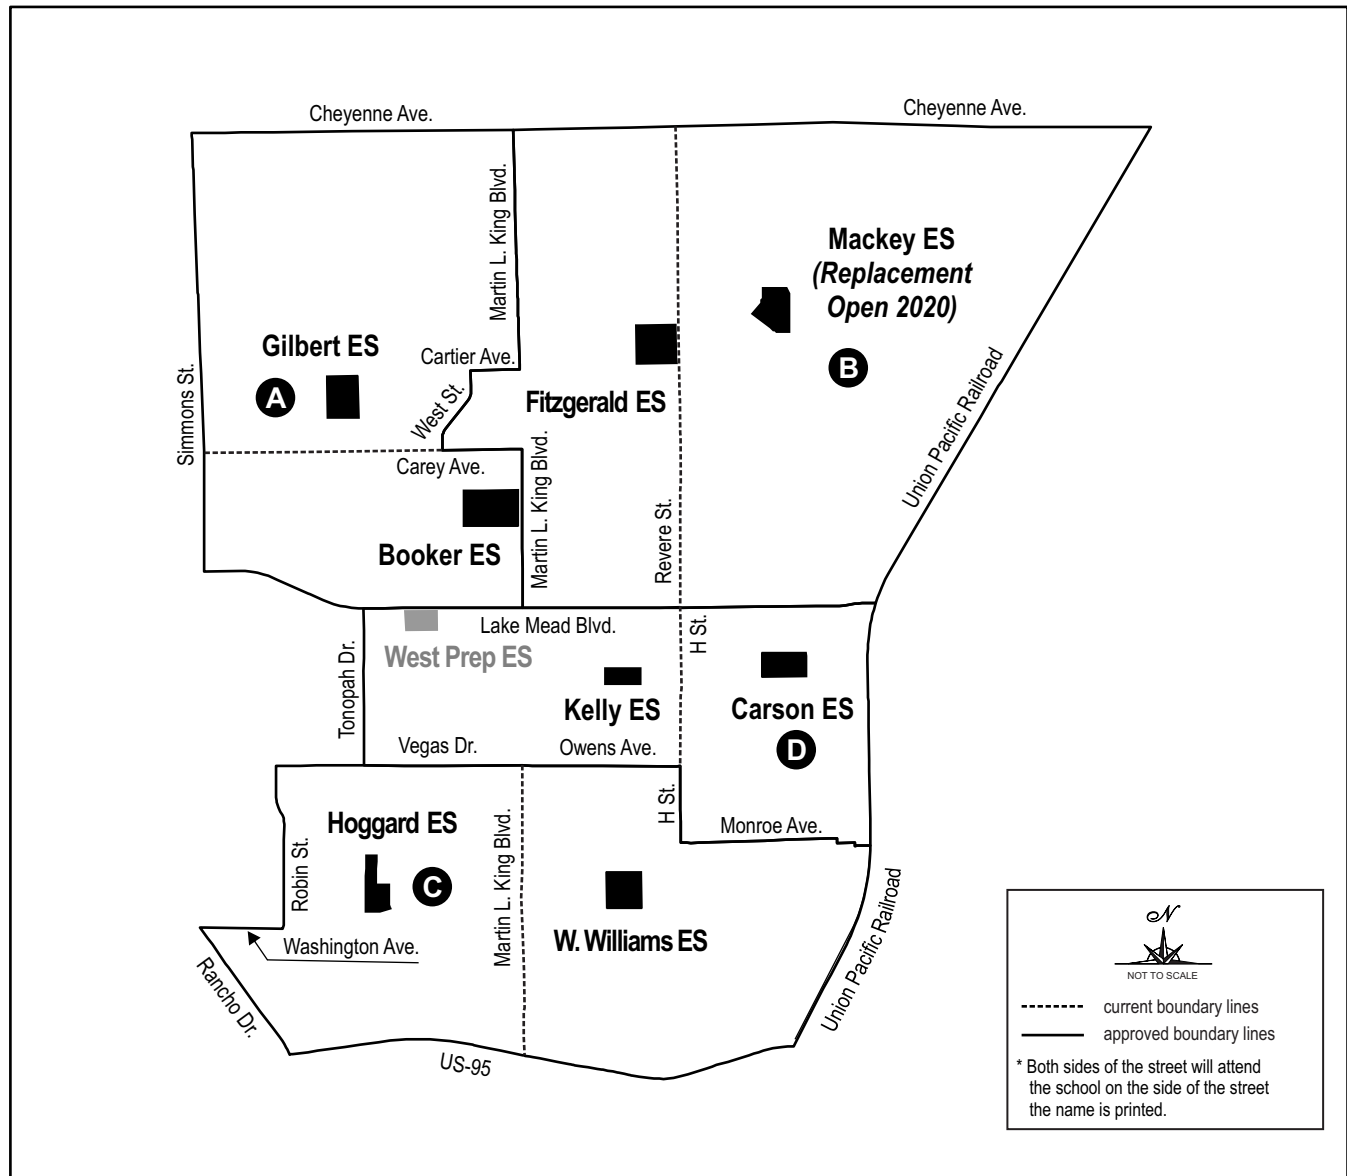 Cheyenne Ave.
Cheyenne Ave.
Martin L. King Blvd.
Mackey ES
(Replacement
Open 2020)
Gilbert ES
Cartier Ave.
A
B
Simmons St.
West St.
Fitzgerald ES
Union Pacific Railroad
Carey Ave.
Martin L. King Blvd.
Revere St.
Booker ES
Lake Mead Blvd.
H St.
West Prep ES
Tonopah Dr.
Kelly ES
Carson ES
Vegas Dr.
Owens Ave.
D
H St.
Monroe Ave.
Hoggard ES
Martin L. King Blvd.
Robin St.
C
W. Williams ES
Washington Ave.
Rancho Dr.
Union Pacific Railroad
US-95
N
NOT TO SCALE
current boundary lines
approved boundary lines
* Both sides of the street will attend
the school on the side of the street
the name is printed.